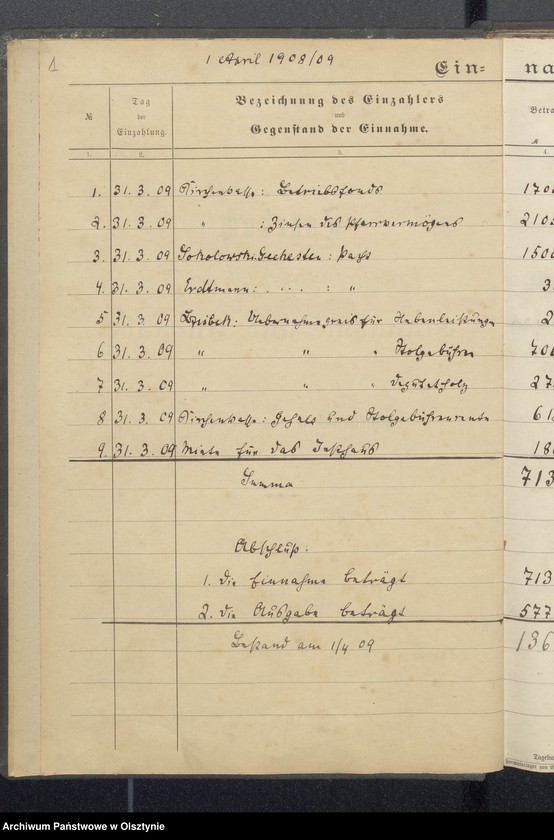 1
1 April 1908/09
Ein= na
№ Tag der Einzahlung. Bezeichnung des Einzahlers und Gegenstand der Einnahme. Betra
1. 2. 3. 4.
1. 31. 3. 09 Kirchenkasse: Betriebsfonds 170
2. 31. 3. 09 " : Zinsen des Pfarrvermögens 210
3. 31. 3. 09 Sokolowski : Pacht 150
4. 31. 3. 09 Erdtmann: . . . . : " 3
5 31. 3. 09 Uebernahmepreis für Nebenleistungen 2
6 31. 3. 09 " " " Stolgebühren 70
7 31. 3. 09 " " " Deputatholz 27
8 31. 3. 09 Kirchenkasse: Gehalt und Stolgebührenrente 61
9. 31. 3. 09 Miete für das Insthaus 18
Summa 713
Abschluß:
1. die Einnahme beträgt 713
2. die Ausgabe beträgt 577
Bestand am 1/4 09 136
Archiwum Państwowe w Olsztynie